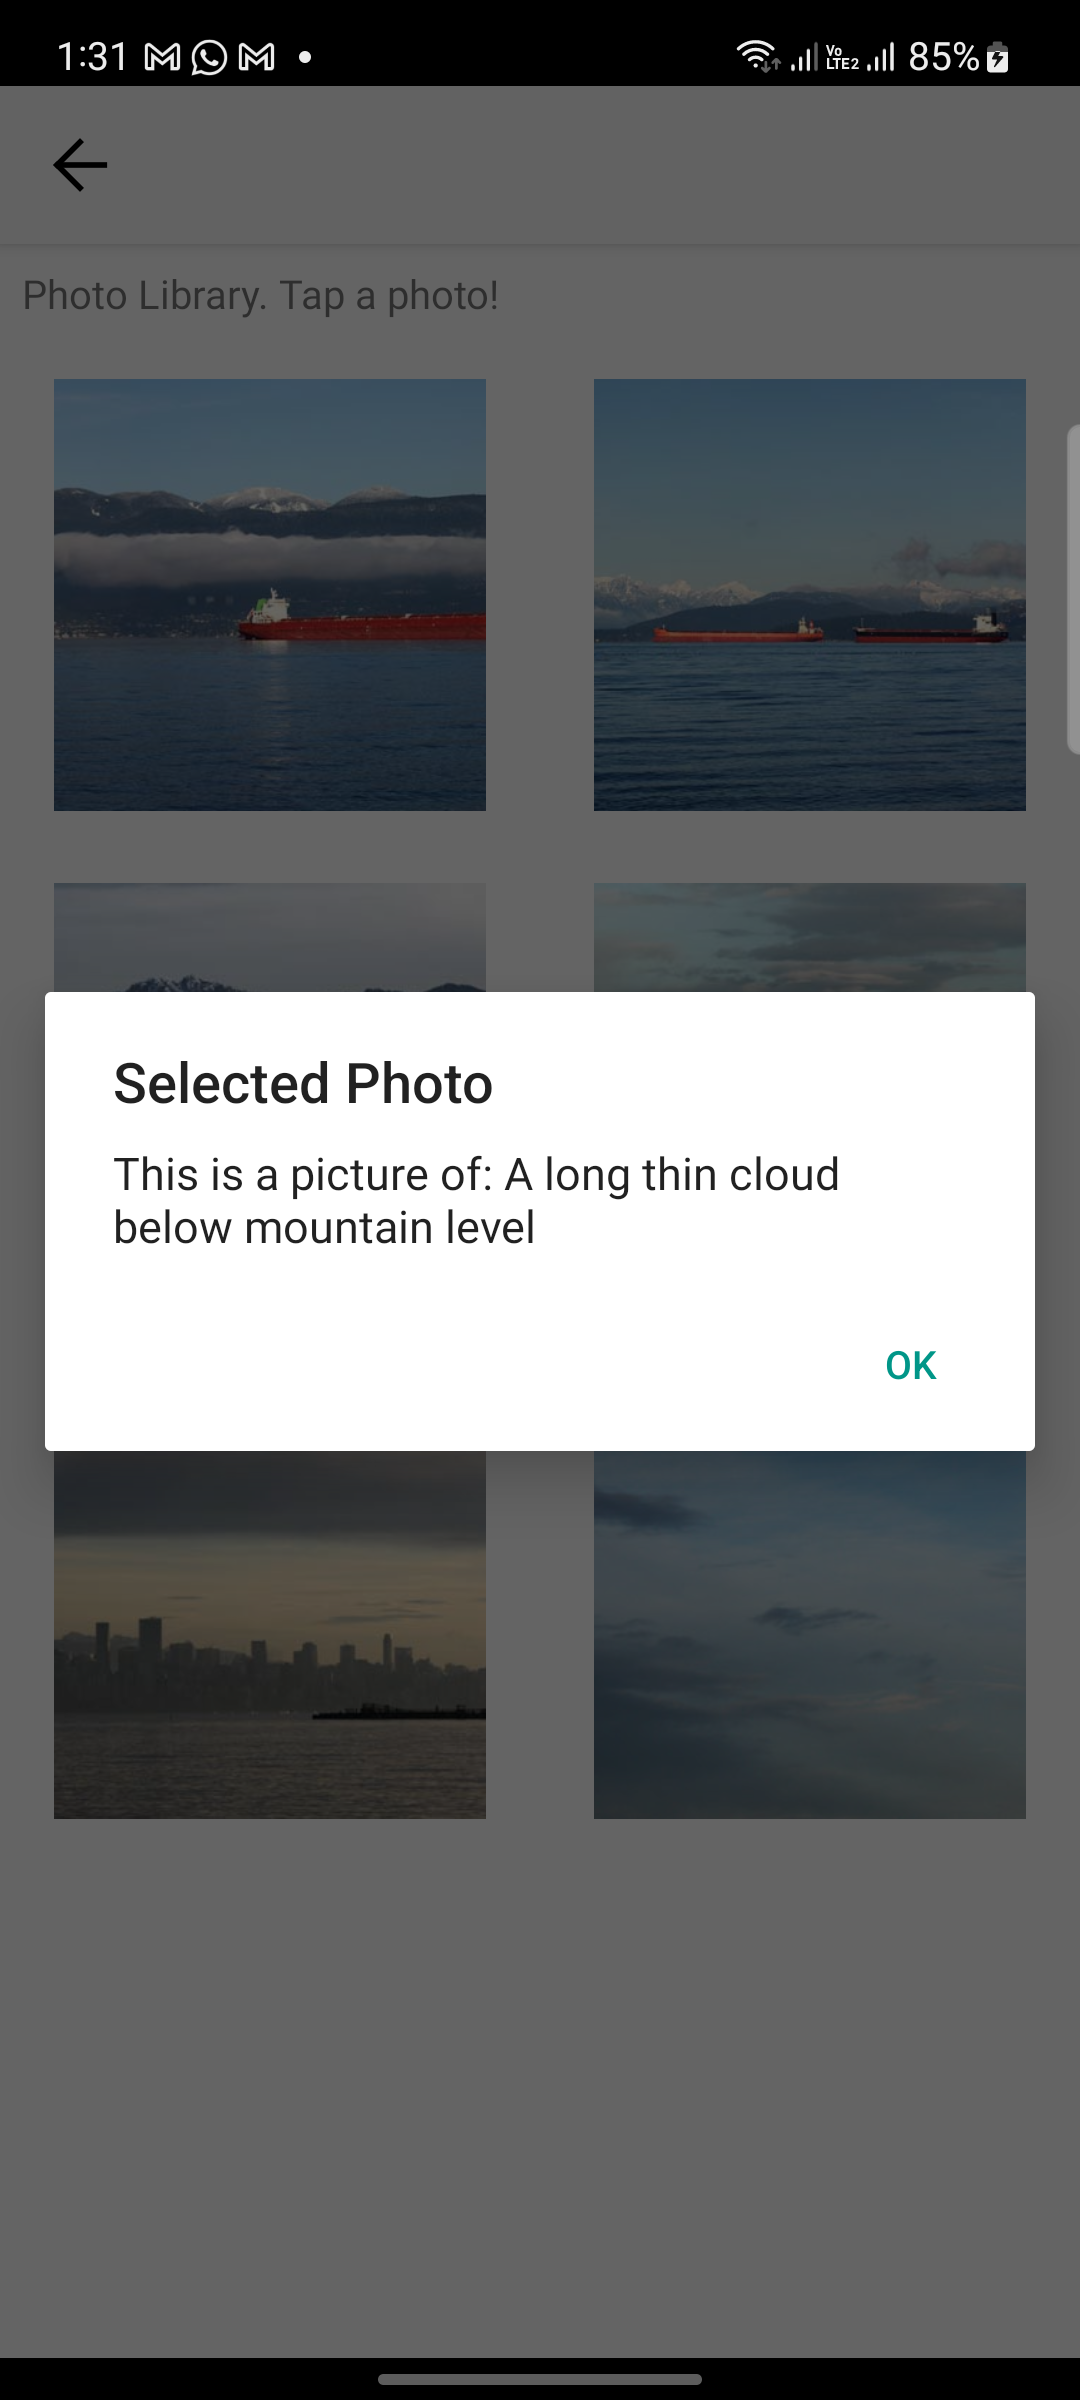 1:31 Vo LTE2 85%
Photo Library. Tap a photo!
Selected Photo
This is a picture of: A long thin cloud
below mountain level
OK